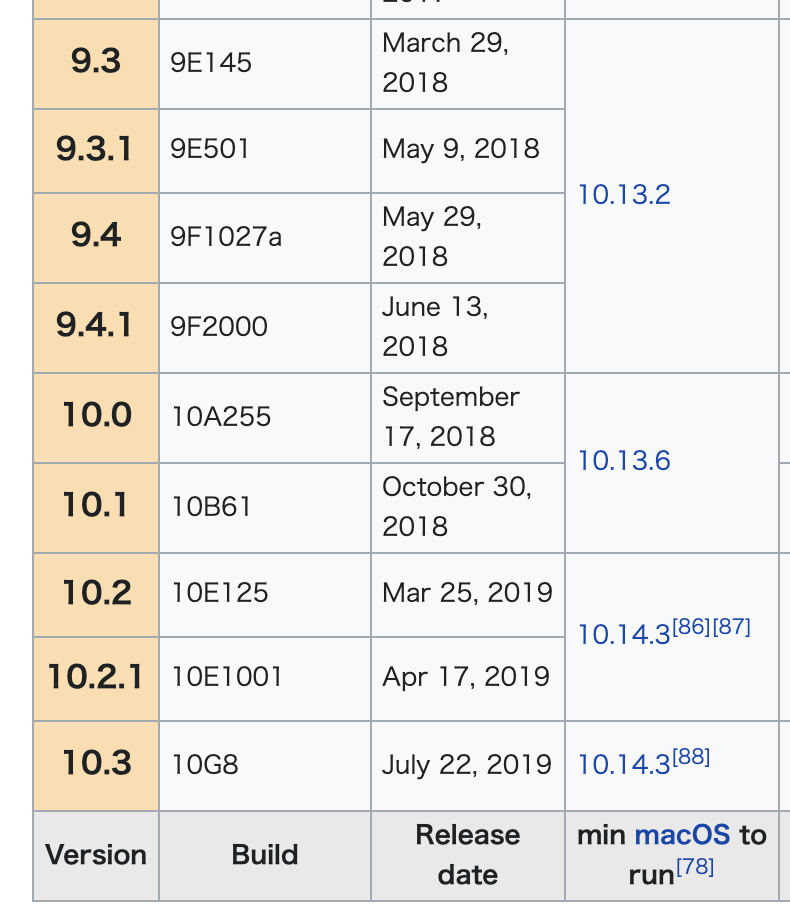 9.3
9E145
March 29,
2018
9.3.1
9E501
May 9, 2018
10.13.2
9.4
9F1027a
May 29,
2018
9.4.1
9F2000
June 13,
2018
10.0
10A255
September
17, 2018
10.13.6
10.1
10B61
October 30,
2018
10.2
10E125
Mar 25, 2019
10.14.3[86][87]
10.2.1
10E1001
Apr 17, 2019
10.3
10G8
July 22, 2019
10.14.3[88]
Version
Build
Release
date
min macOS to
run[78]